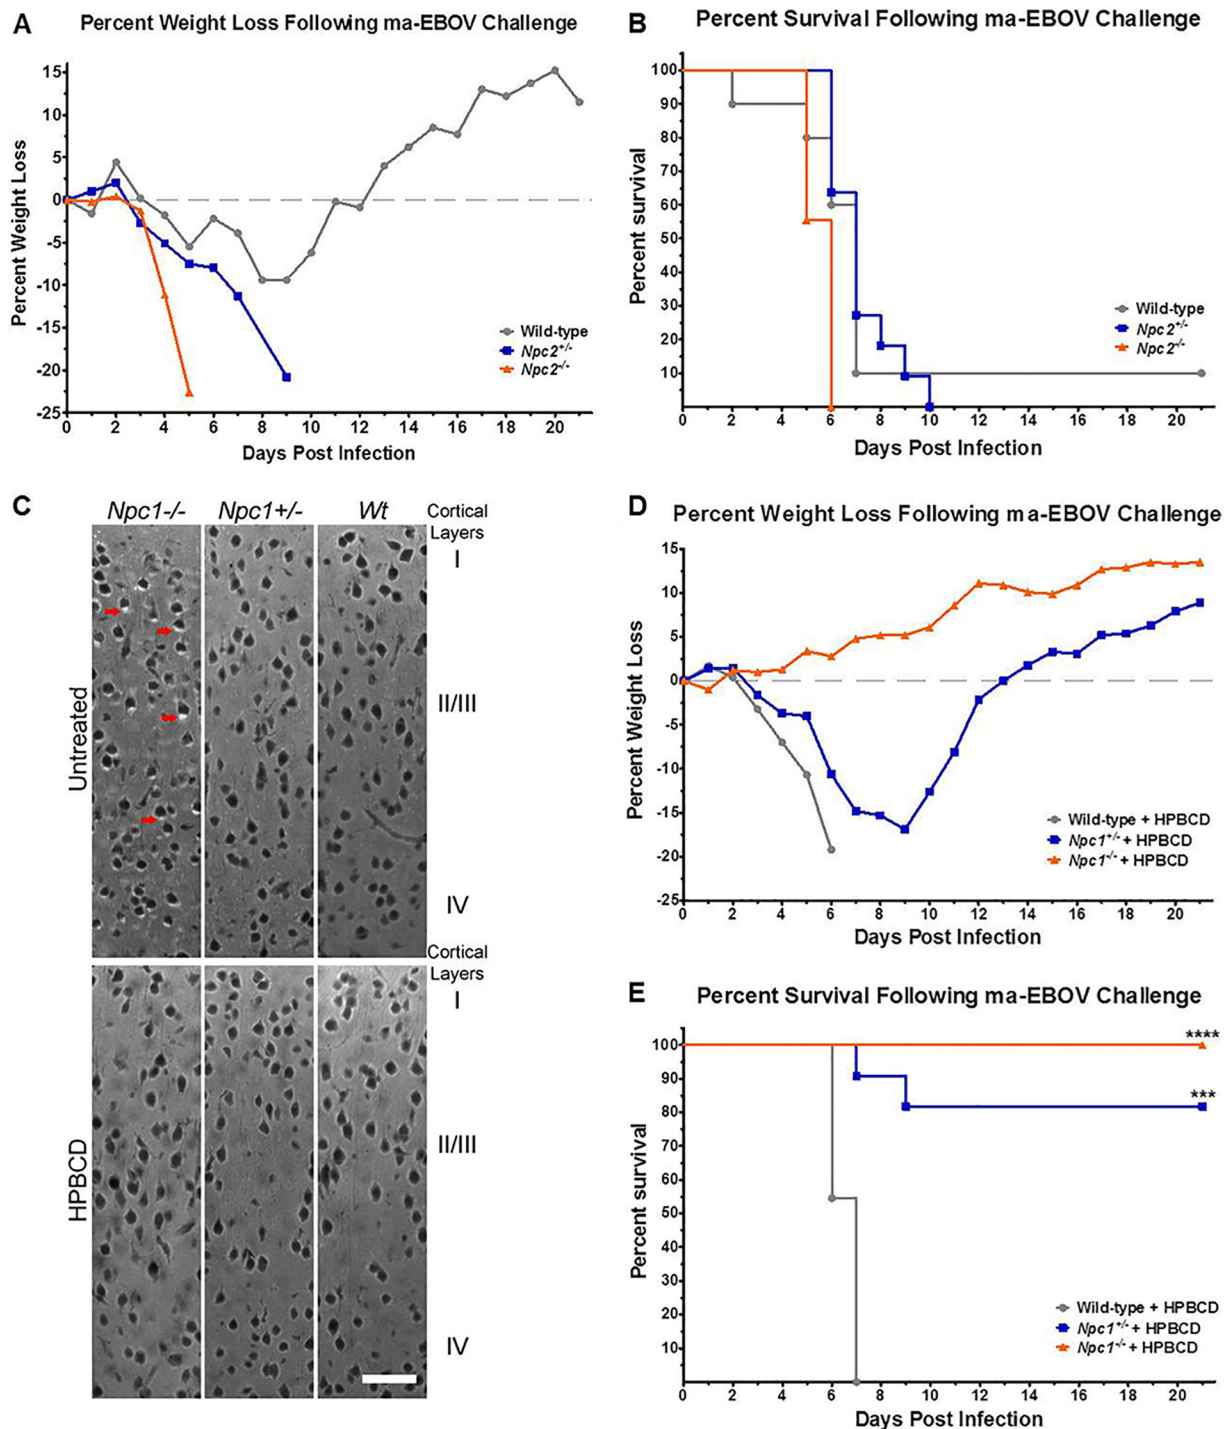 A
Percent Weight Loss Following ma-EBOV Challenge
Percent Weight Loss
15
10
5
0
-5
-10
-15
-20
-25
0 2 4 6 8 10 12 14 16 18 20
Days Post Infection
Wild-type
Npc2+/-
Npc2-/-
B
Percent Survival Following ma-EBOV Challenge
Percent survival
100
90
80
70
60
50
40
30
20
10
0 2 4 6 8 10 12 14 16 18 20
Days Post Infection
Wild-type
Npc2+/-
Npc2-/-
C
Npc1-/- Npc1+/- Wt
Cortical
Layers
I
II/III
IV
Untreated
Cortical
Layers
I
II/III
IV
HPBCD
D
Percent Weight Loss Following ma-EBOV Challenge
Percent Weight Loss
15
10
5
0
-5
-10
-15
-20
-25
0 2 4 6 8 10 12 14 16 18 20
Days Post Infection
Wild-type + HPBCD
Npc1+/- + HPBCD
Npc1-/- + HPBCD
E
Percent Survival Following ma-EBOV Challenge
Percent survival
100
90
80
70
60
50
40
30
20
10
0 2 4 6 8 10 12 14 16 18 20
Days Post Infection
****
***
Wild-type + HPBCD
Npc1+/- + HPBCD
Npc1-/- + HPBCD